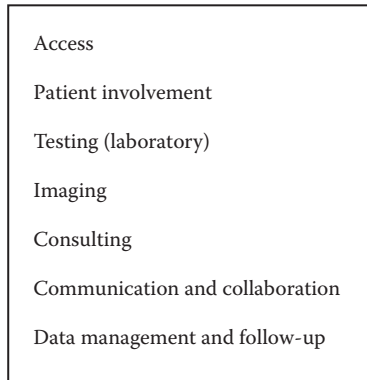 Access
Patient involvement
Testing (laboratory)
Imaging
Consulting
Communication and collaboration
Data management and follow-up